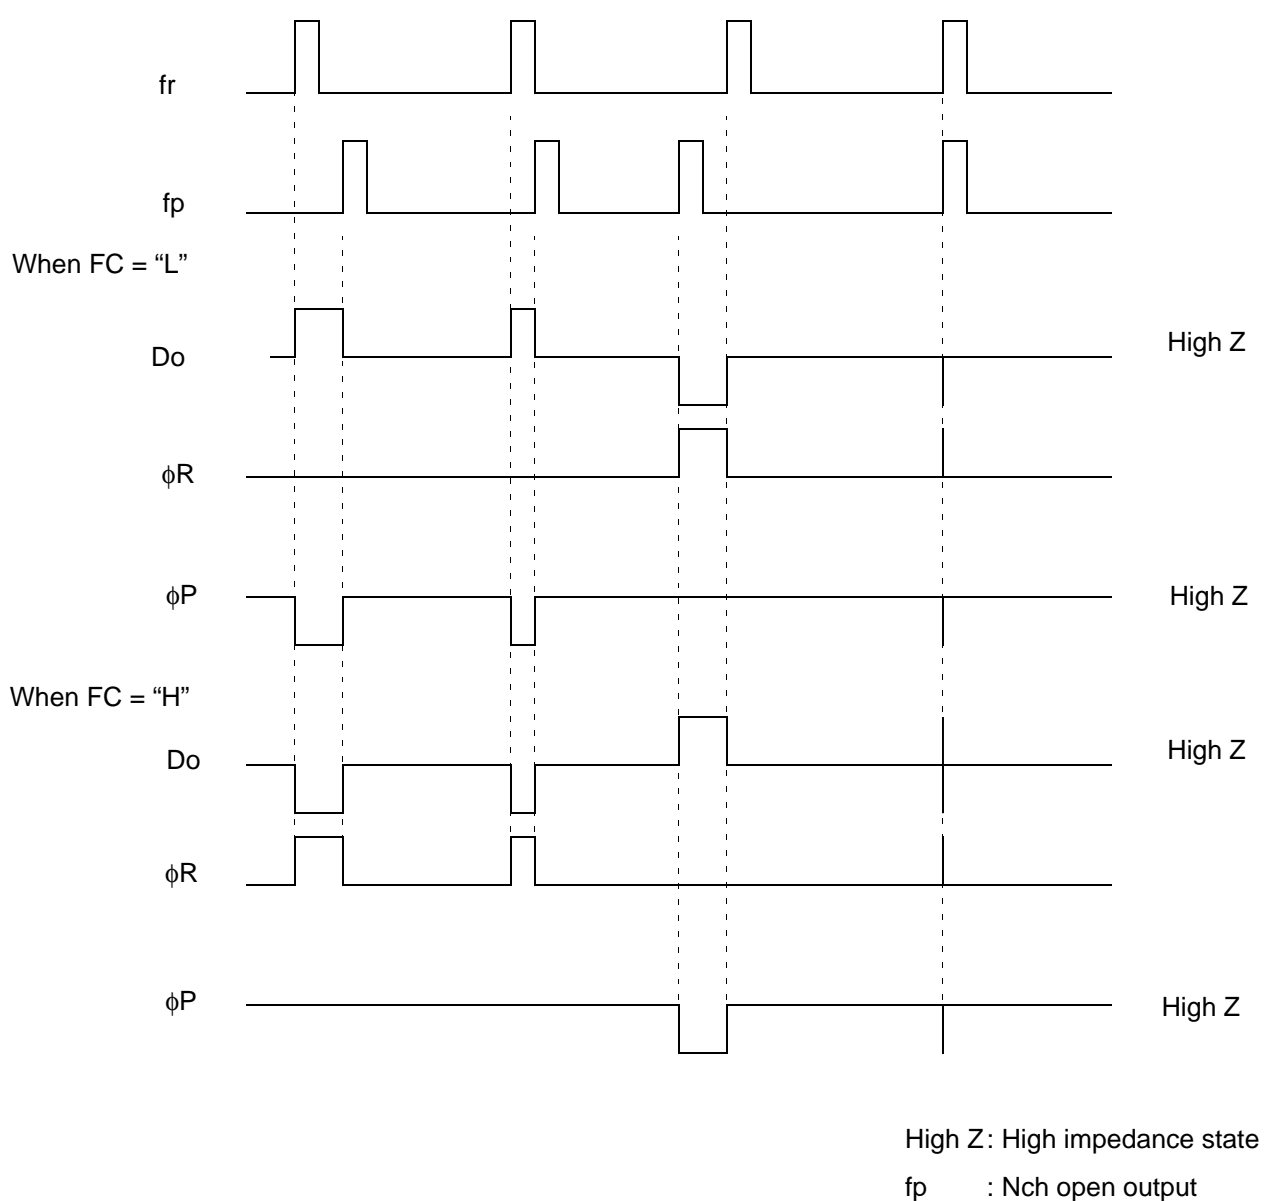 fr
fp
When FC = “L”
Do
High Z
ϕR
ϕP
High Z
When FC = “H”
Do
High Z
ϕR
ϕP
High Z
High Z : High impedance state
fp : Nch open output